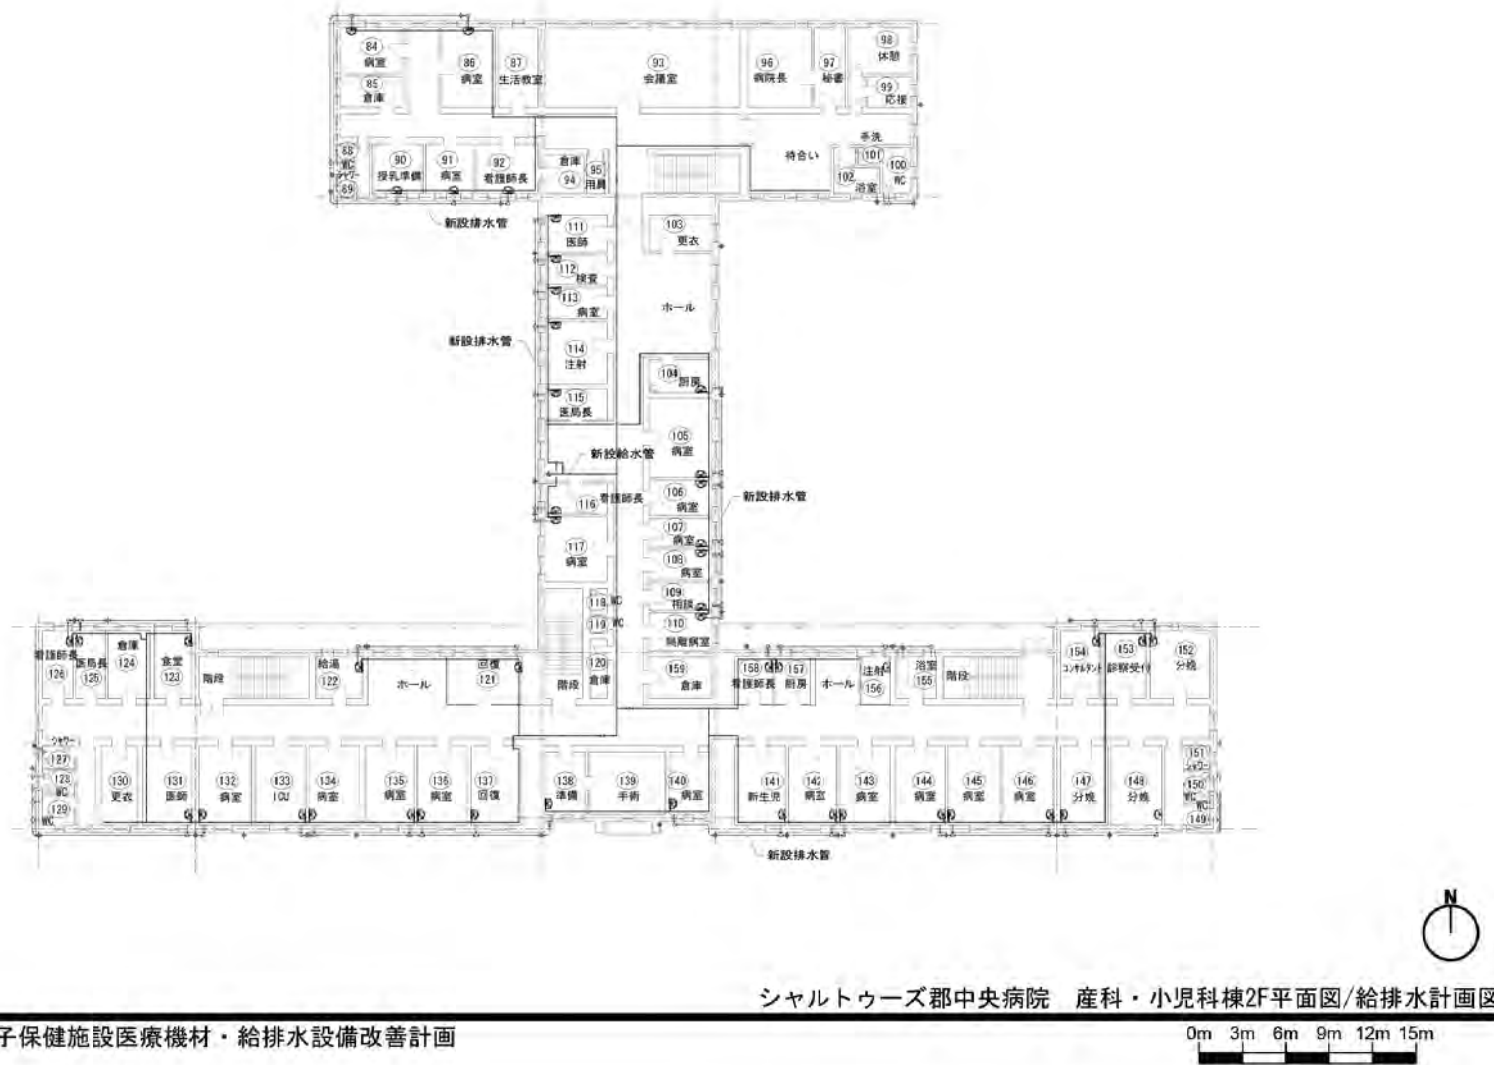 84
病室
85
倉庫
86
病室
87
生活教室
93
会議室
96
病院長
97
秘書
98
休憩
99
応接
88
WC
シャワー
89
90
授乳準備
91
病室
92
看護師長
倉庫
94
95
用具
待合い
手洗
101
102
浴室
100
WC
新設排水管
111
医師
103
更衣
112
検査
113
病室
ホール
新設排水管
114
注射
104
厨房
115
医局長
105
病室
新設給水管
116
看護師長
106
病室
新設排水管
107
病室
117
病室
108
病室
109
相談
118 WC
119 WC
110
隔離病室
120
倉庫
159
倉庫
階段
看護師長
126
医局長
125
倉庫
124
食堂
123
階段
給湯
122
ホール
回復
121
158
看護師長
157
厨房
ホール
注射
156
浴室
155
階段
154
コンサルタント
153
診察受付
152
分娩
シャワー
127
128
WC
129
WC
130
更衣
131
医師
132
病室
133
ICU
134
病室
135
病室
136
病室
137
回復
138
準備
139
手術
140
病室
141
新生児
142
病室
143
病室
144
病室
145
病室
146
病室
147
分娩
148
分娩
151
シャワー
150
WC
WC
149
新設排水管
N
シャルトゥーズ郡中央病院 産科・小児科棟2F平面図/給排水計画図
子保健施設医療機材・給排水設備改善計画
0m 3m 6m 9m 12m 15m